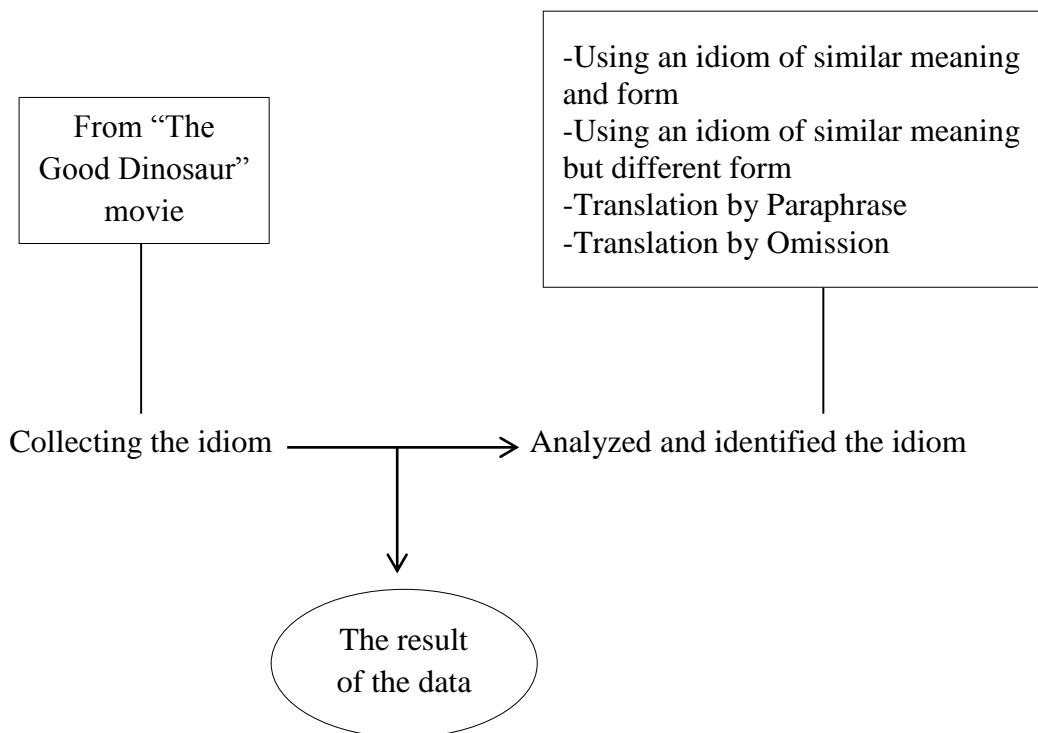 From “The
Good Dinosaur”
movie
-Using an idiom of similar meaning
and form
-Using an idiom of similar meaning
but different form
-Translation by Paraphrase
-Translation by Omission
Collecting the idiom
Analyzed and identified the idiom
The result
of the data